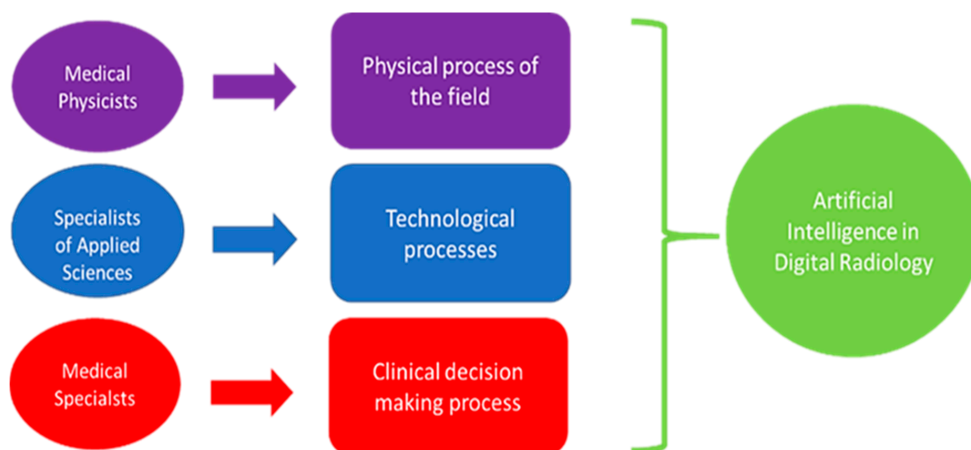 Medical
Physicists
Physical process of
the field
Specialists
of Applied
Sciences
Technological
processes
Medical
Specialsts
Clinical decision
making process
Artificial
Intelligence in
Digital Radiology